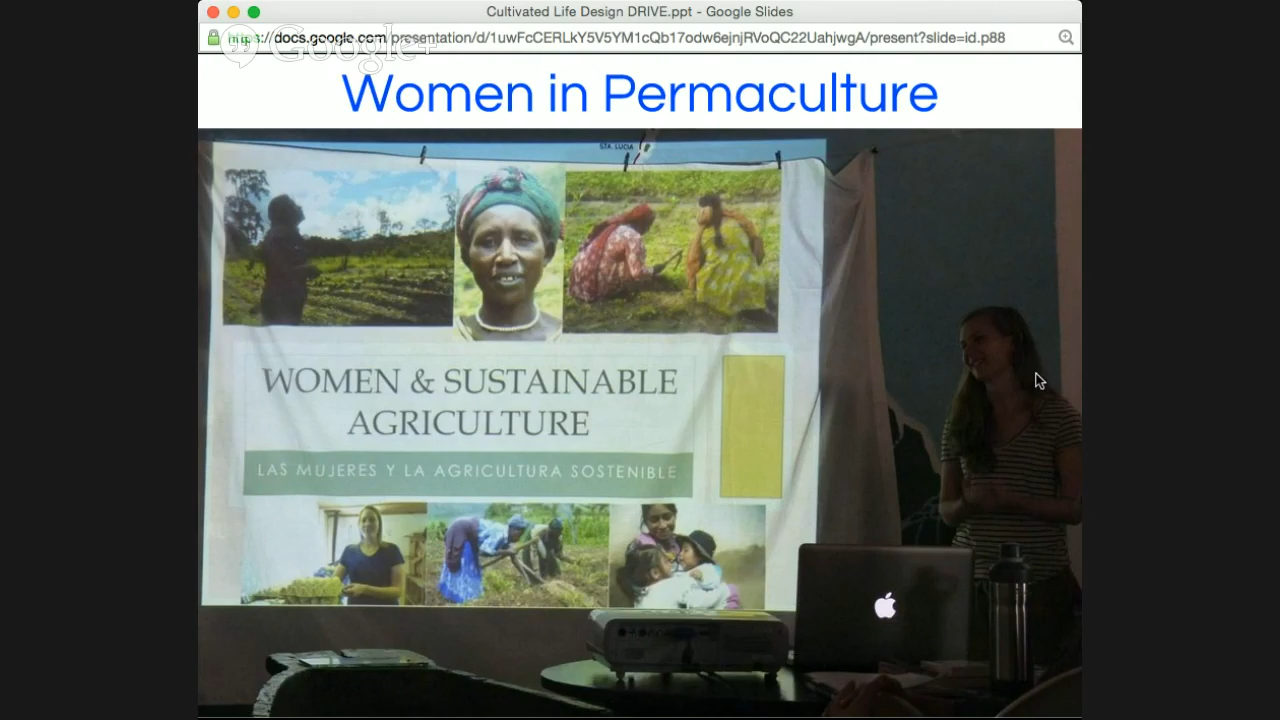 Cultivated Life Design DRIVE.ppt - Google Slides
https://docs.google.com/presentation/d/1uwFcCERLkY5V5YM1cQb17odw6ejnjRVoQC22UahjwgA/present?slide=id.p88
Google+
Women in Permaculture
STA. LUCIA
WOMEN & SUSTAINABLE
AGRICULTURE
LAS MUJERES Y LA AGRICULTURA SOSTENIBLE